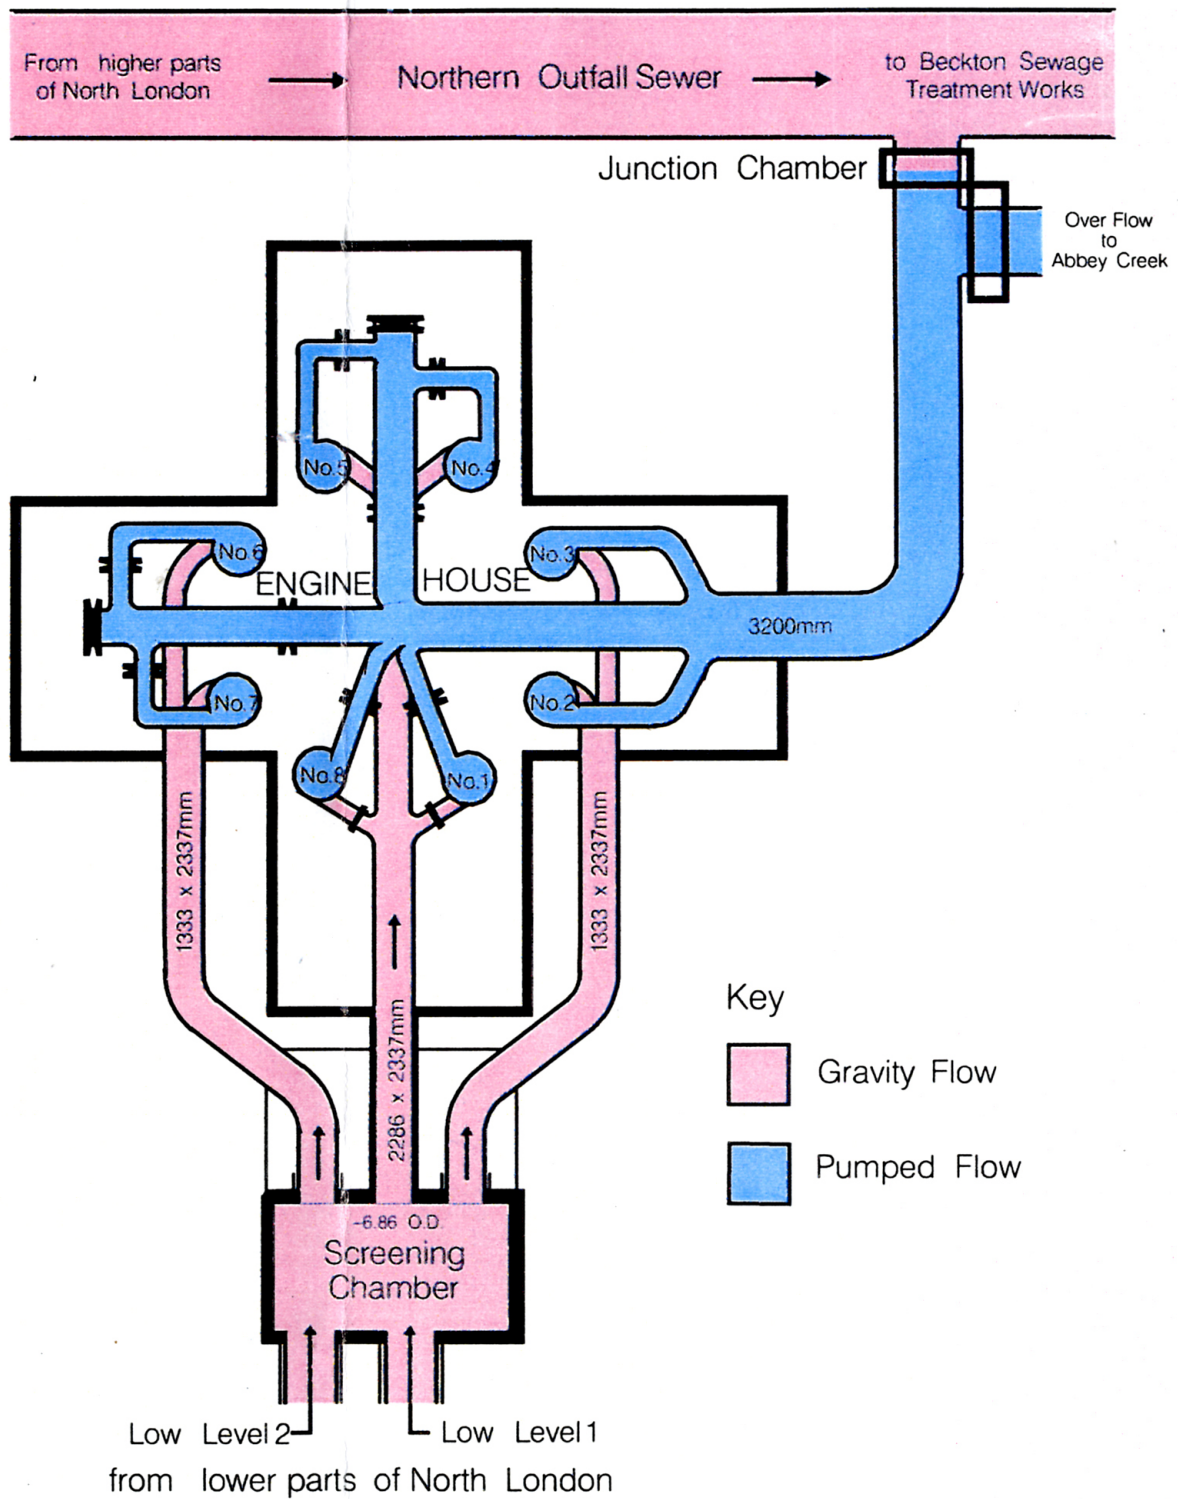 From higher parts
of North London
Northern Outfall Sewer
to Beckton Sewage
Treatment Works
Junction Chamber
Over Flow
to
Abbey Creek
No.5
No.4
No.6
No.3
ENGINE HOUSE
3200mm
No.7
No.2
No.8
No.1
1333 x 2337mm
1333 x 2337mm
2286 x 2337mm
Key
Gravity Flow
Pumped Flow
-6.86 O.D.
Screening
Chamber
Low Level 2
Low Level 1
from lower parts of North London